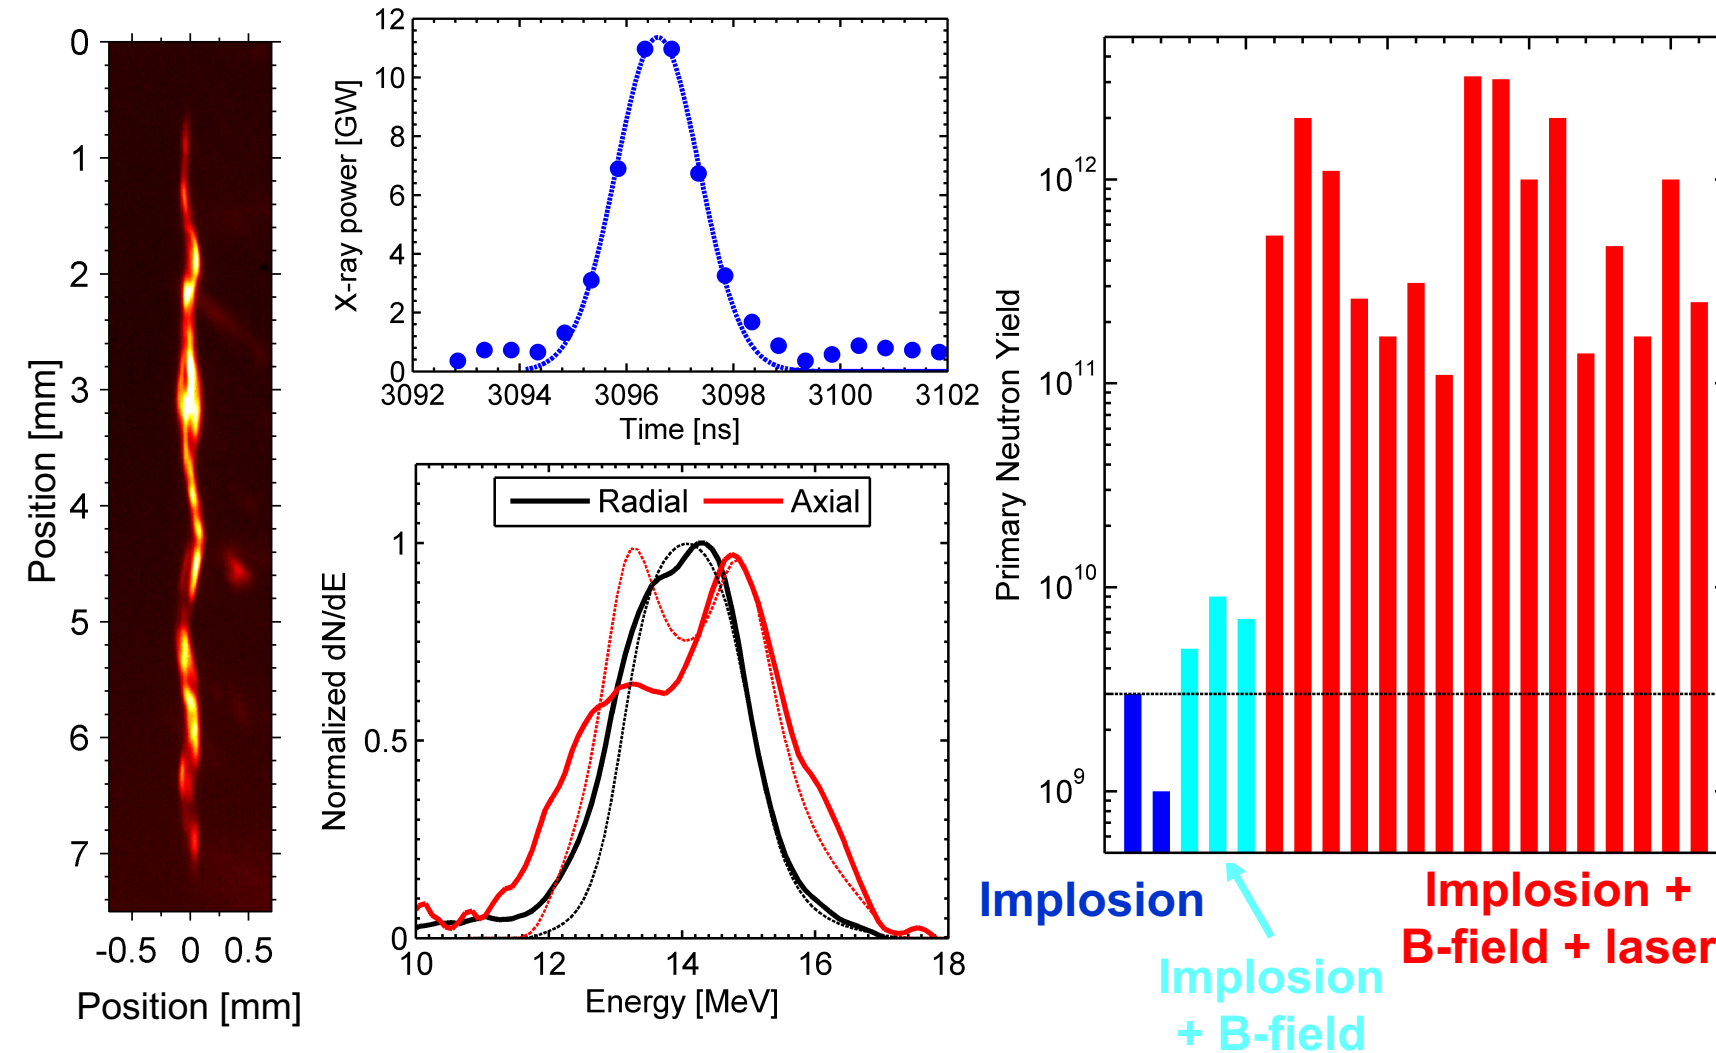 0
1
2
3
4
5
6
7
Position [mm]
-0.5 0 0.5
Position [mm]
12
10
8
6
4
2
0
X-ray power [GW]
3092 3094 3096 3098 3100 3102
Time [ns]
Radial Axial
1
0.5
0
Normalized dN/dE
10 12 14 16 18
Energy [MeV]
10^12
10^11
10^10
10^9
Primary Neutron Yield
Implosion
Implosion
+ B-field
Implosion +
B-field + laser